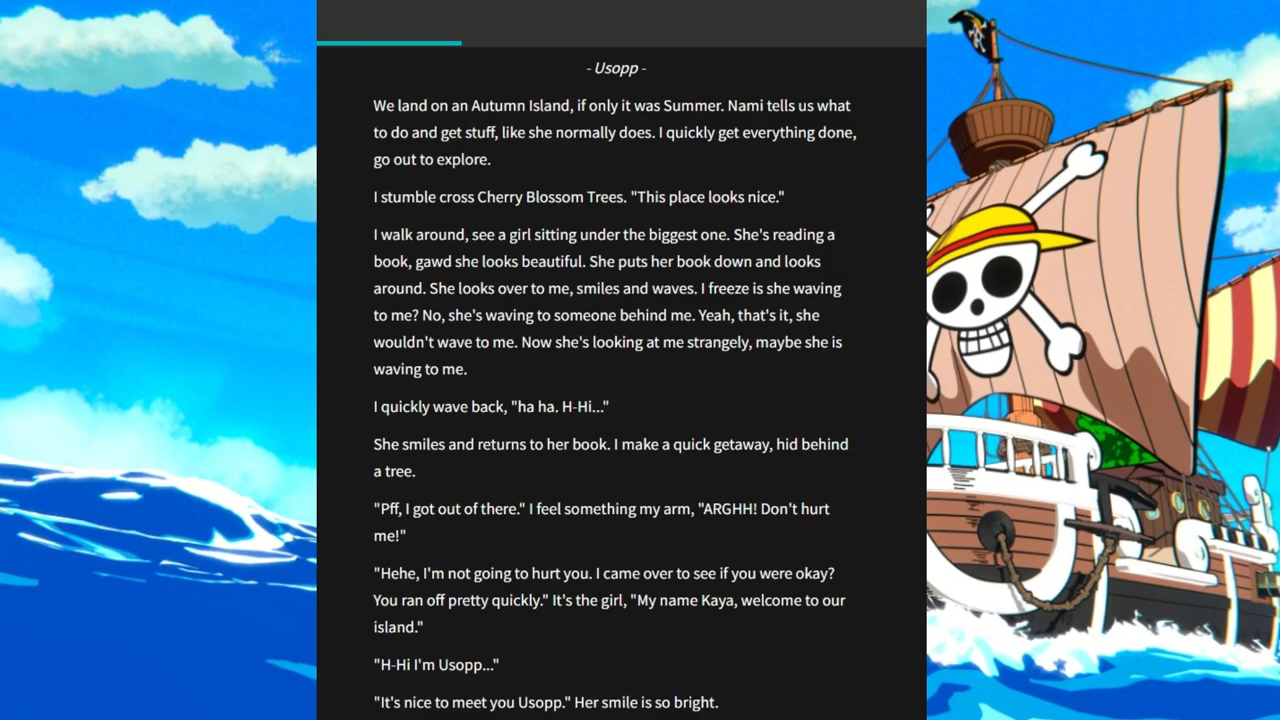 - Usopp -
We land on an Autumn Island, if only it was Summer. Nami tells us what
to do and get stuff, like she normally does. I quickly get everything done,
go out to explore.
I stumble cross Cherry Blossom Trees. "This place looks nice."
I walk around, see a girl sitting under the biggest one. She's reading a
book, gawd she looks beautiful. She puts her book down and looks
around. She looks over to me, smiles and waves. I freeze is she waving
to me? No, she's waving to someone behind me. Yeah, that's it, she
wouldn't wave to me. Now she's looking at me strangely, maybe she is
waving to me.
I quickly wave back, "ha ha. H-Hi..."
She smiles and returns to her book. I make a quick getaway, hid behind
a tree.
"Pff, I got out of there." I feel something my arm, "ARGHH! Don't hurt
me!"
"Hehe, I'm not going to hurt you. I came over to see if you were okay?
You ran off pretty quickly." It's the girl, "My name Kaya, welcome to our
island."
"H-Hi I'm Usopp..."
"It's nice to meet you Usopp." Her smile is so bright.